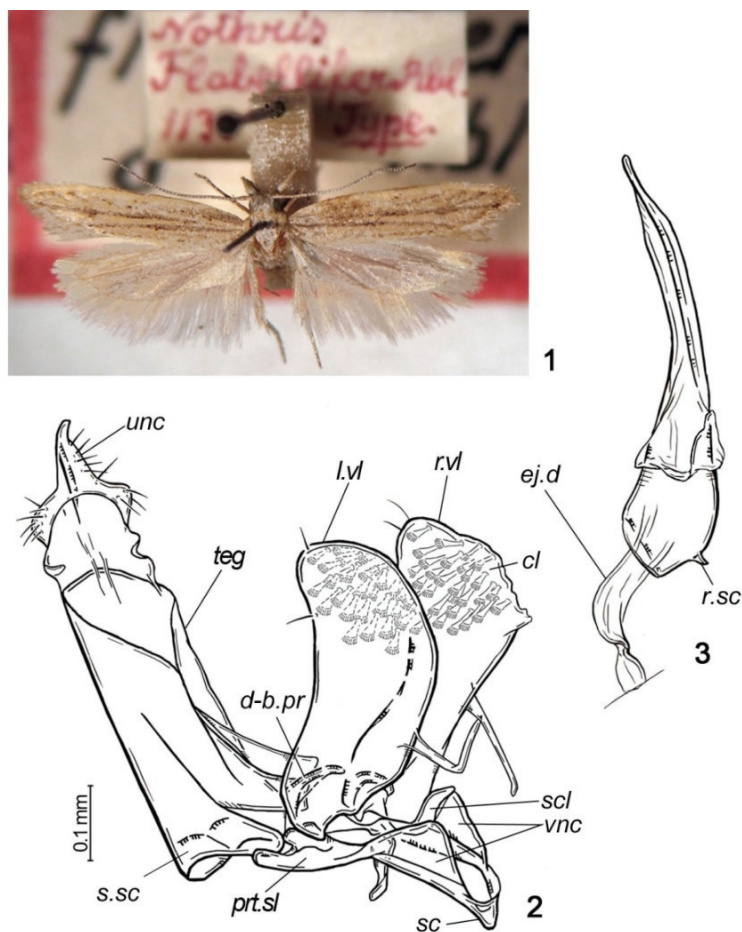 Nothris
Flabellifer Rbl.
113
Type.
1
unc
l.vl
r.vl
cl
teg
d-b.pr
0.1 mm
s.sc
prt.sl
scl
vnc
sc
2
ej.d
r.sc
3